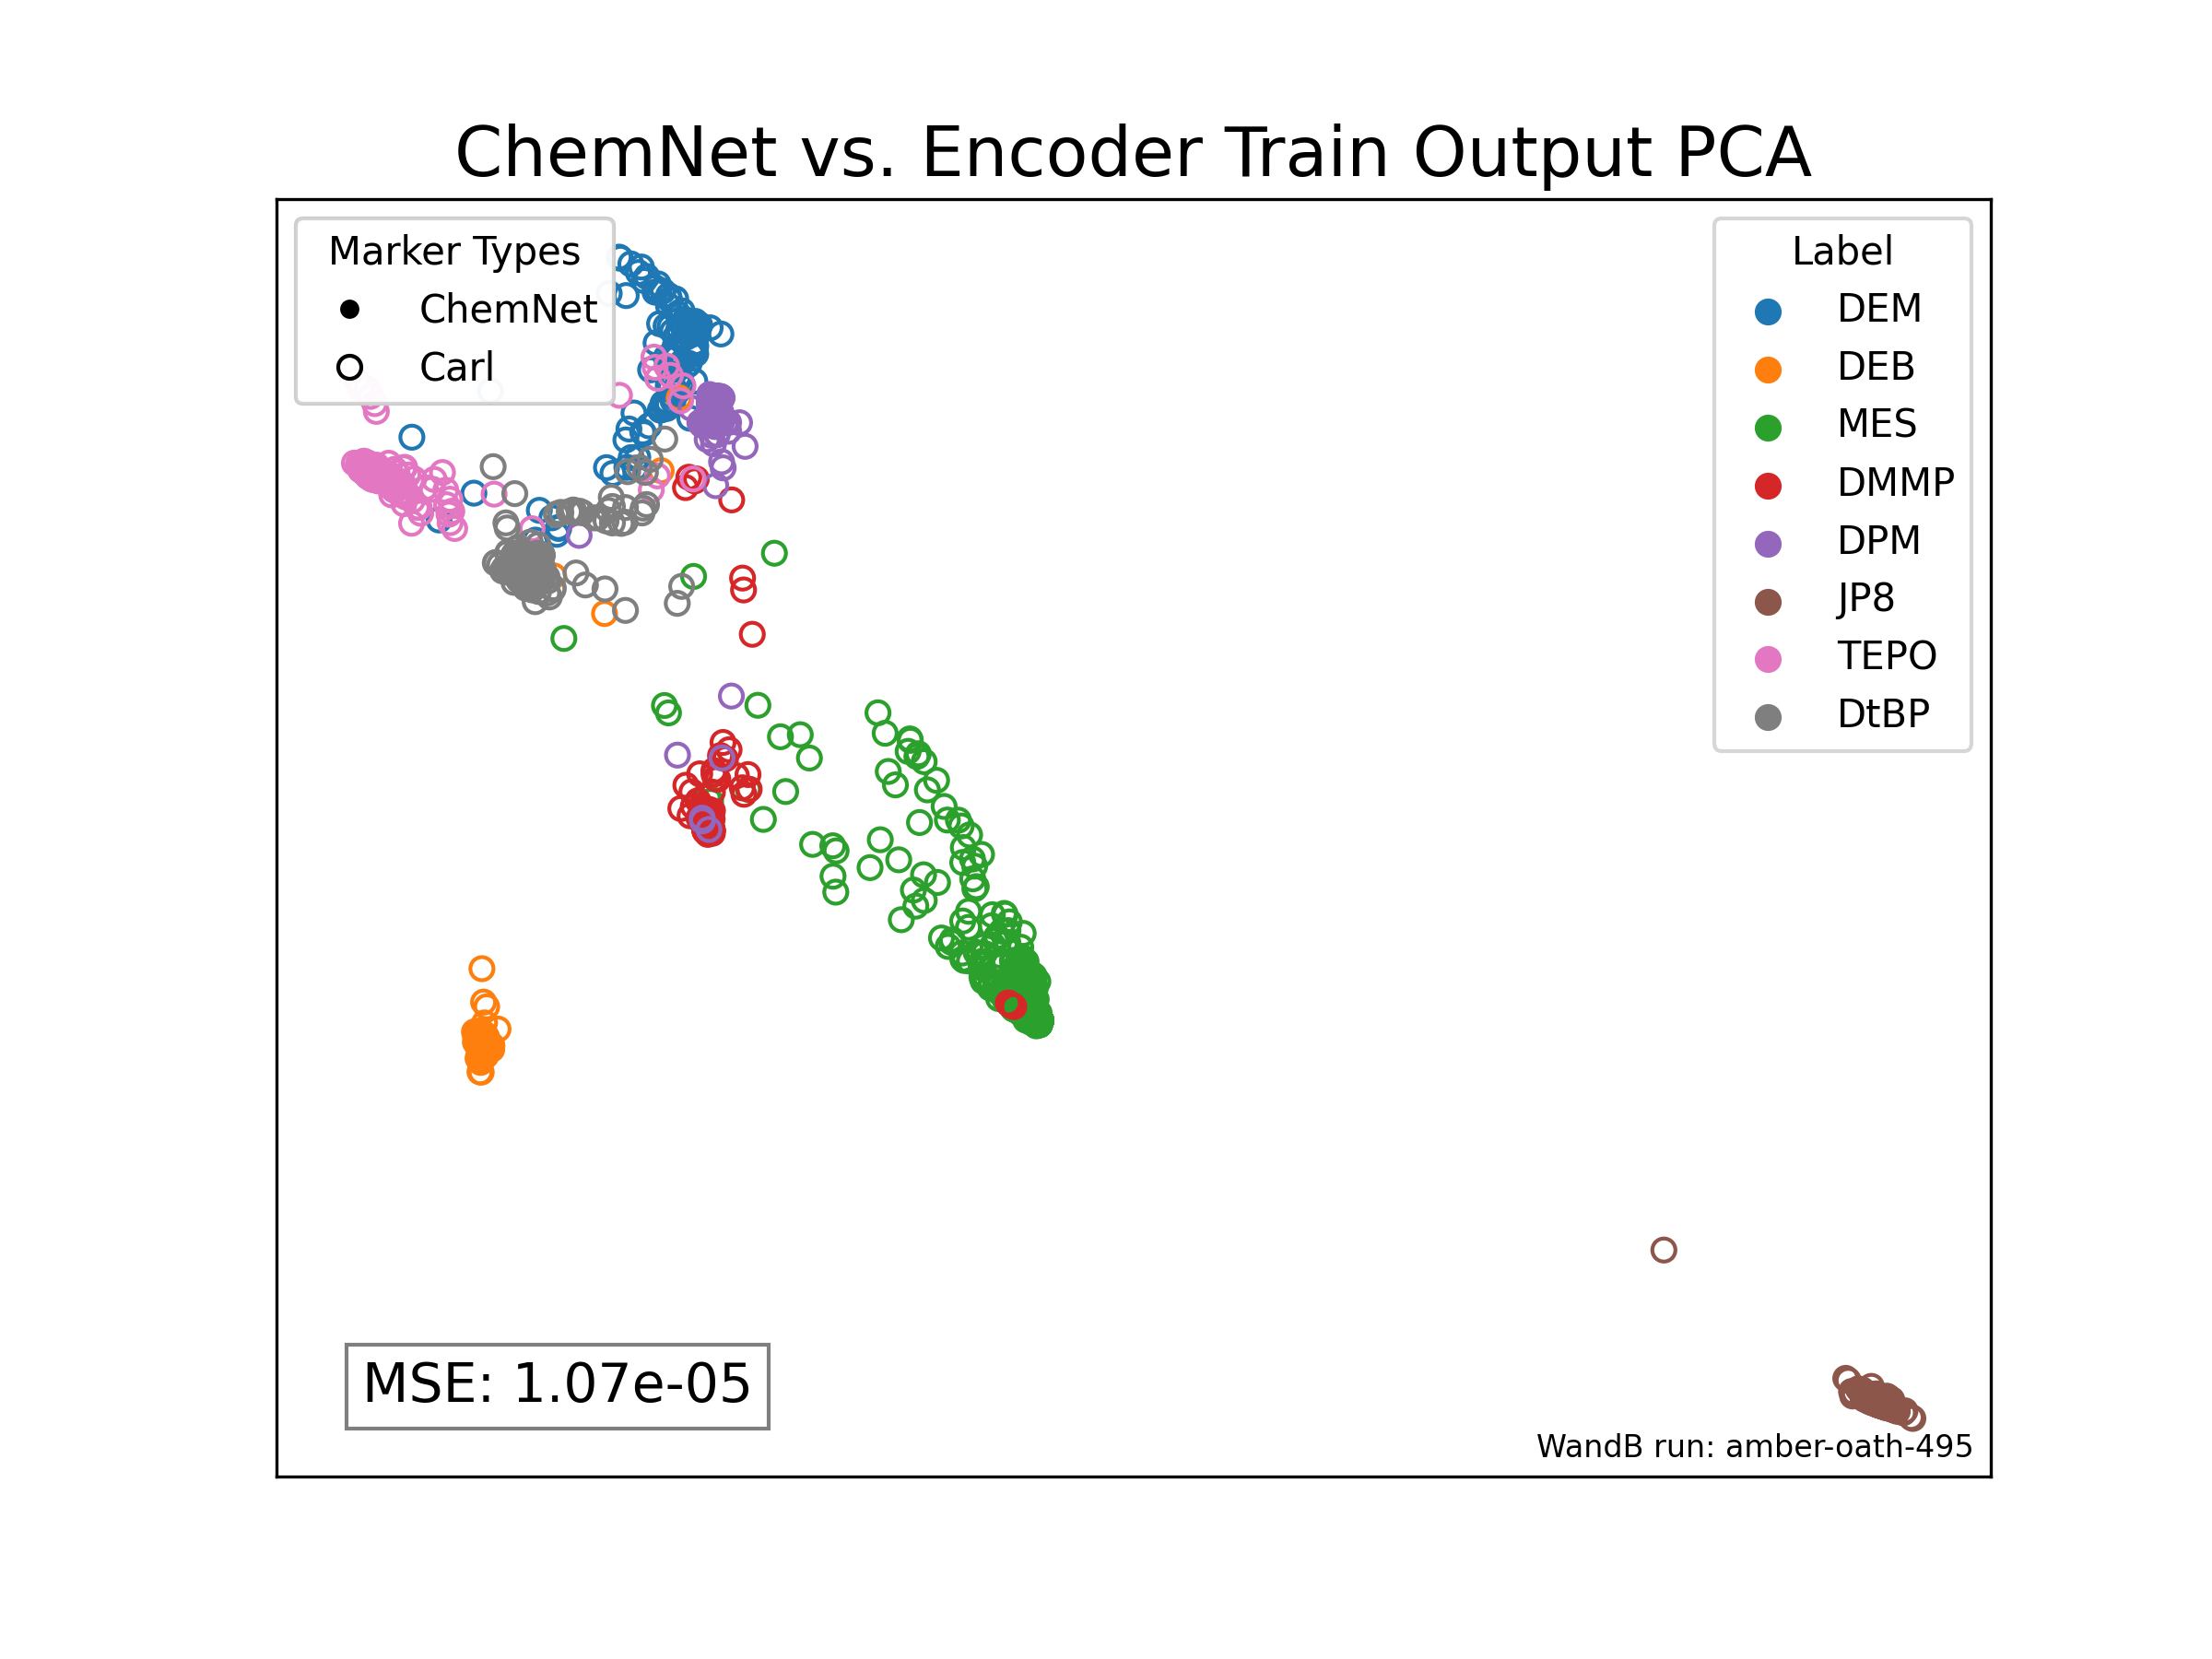 ChemNet vs. Encoder Train Output PCA
Marker Types
ChemNet
Carl
Label
DEM
DEB
MES
DMMP
DPM
JP8
TEPO
DtBP
MSE: 1.07e-05
WandB run: amber-oath-495